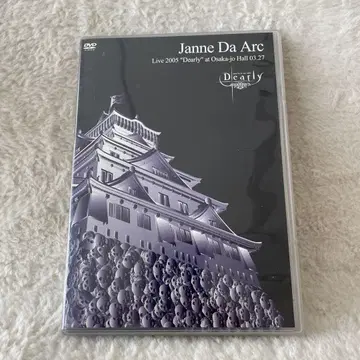 DVD
Janne Da Arc
Live 2005 "Dearly" at Osaka-jo Hall 03.27
Dearly